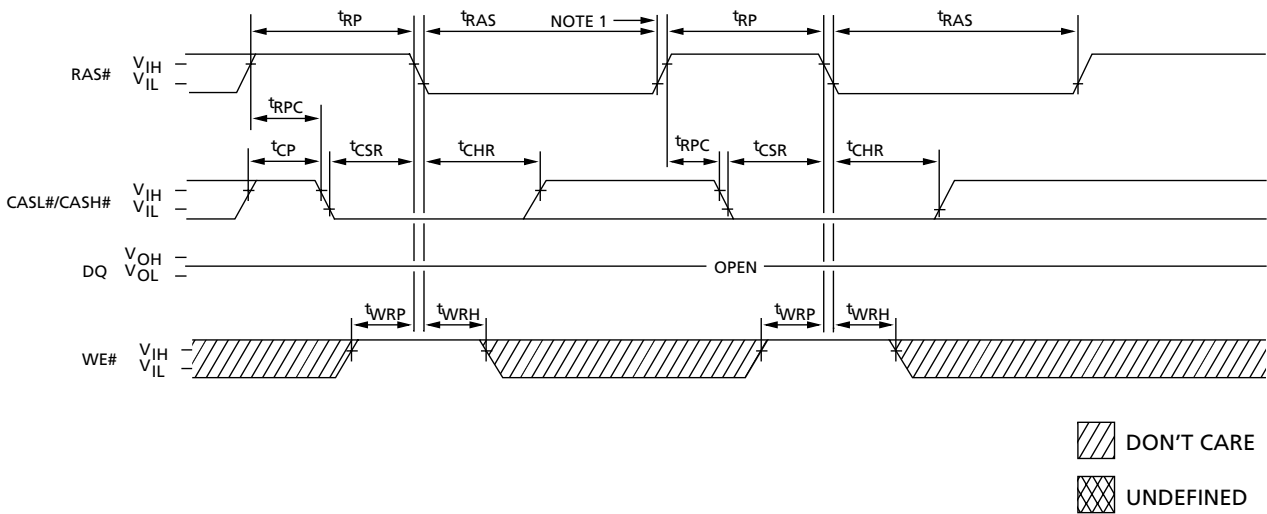 tRP tRAS NOTE 1 tRP tRAS
RAS# VIH
VIL
tRPC
tCP tCSR tCHR tRPC tCSR tCHR
CASL#/CASH# VIH
VIL
DQ VOH
VOL
OPEN
tWRP tWRH tWRP tWRH
WE# VIH
VIL
DON'T CARE
UNDEFINED